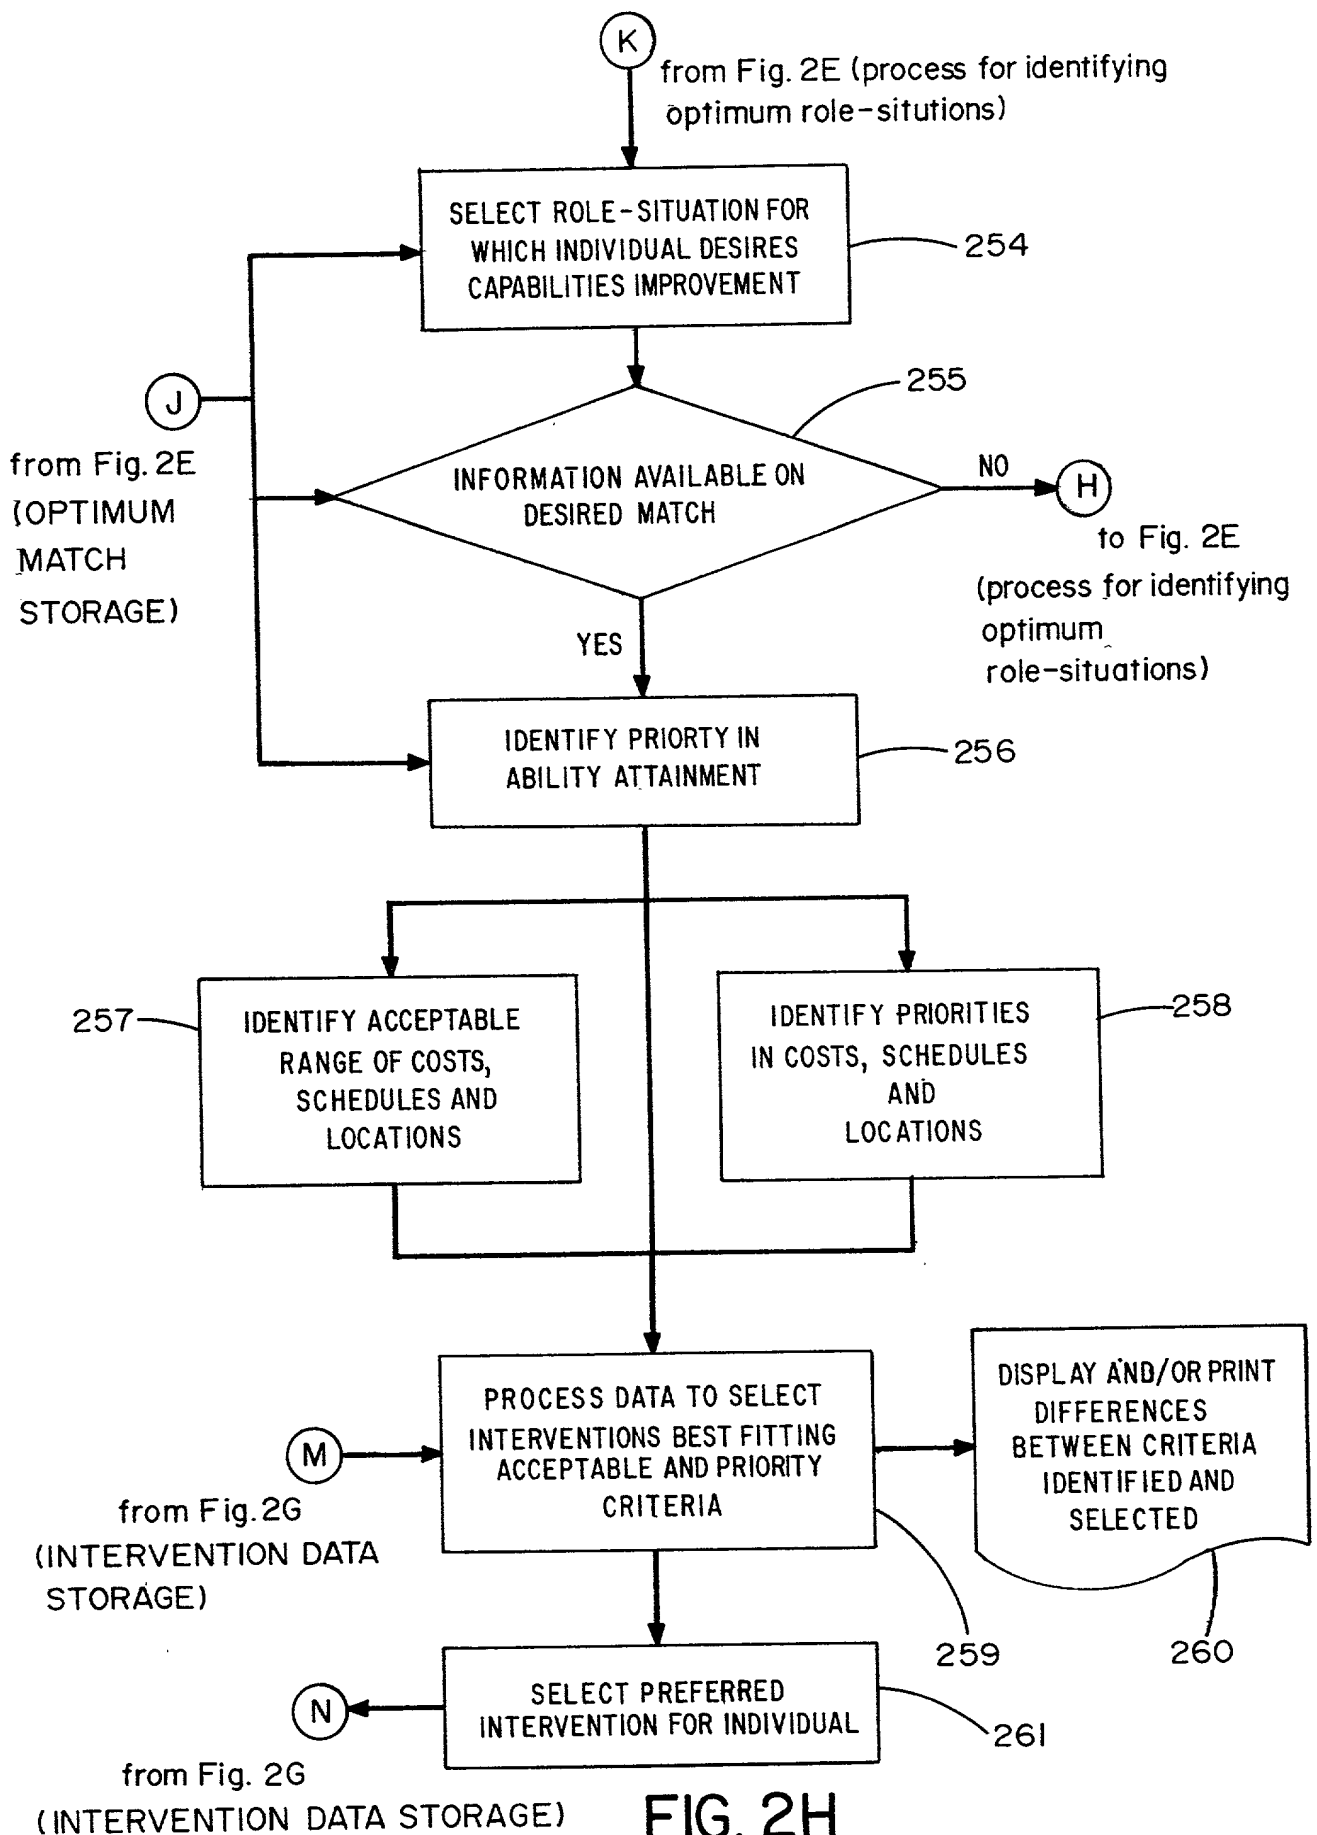 K
from Fig. 2E (process for identifying
optimum role-situtions)
SELECT ROLE-SITUATION FOR
WHICH INDIVIDUAL DESIRES
CAPABILITIES IMPROVEMENT
254
J
from Fig. 2E
(OPTIMUM
MATCH
STORAGE)
255
INFORMATION AVAILABLE ON
DESIRED MATCH
NO
H
to Fig. 2E
(process for identifying
optimum
role-situations)
YES
IDENTIFY PRIORTY IN
ABILITY ATTAINMENT
256
257
IDENTIFY ACCEPTABLE
RANGE OF COSTS,
SCHEDULES AND
LOCATIONS
IDENTIFY PRIORITIES
IN COSTS, SCHEDULES
AND
LOCATIONS
258
M
from Fig. 2G
(INTERVENTION DATA
STORAGE)
PROCESS DATA TO SELECT
INTERVENTIONS BEST FITTING
ACCEPTABLE AND PRIORITY
CRITERIA
259
DISPLAY AND/OR PRINT
DIFFERENCES
BETWEEN CRITERIA
IDENTIFIED AND
SELECTED
260
N
from Fig. 2G
(INTERVENTION DATA STORAGE)
SELECT PREFERRED
INTERVENTION FOR INDIVIDUAL
261
FIG. 2H